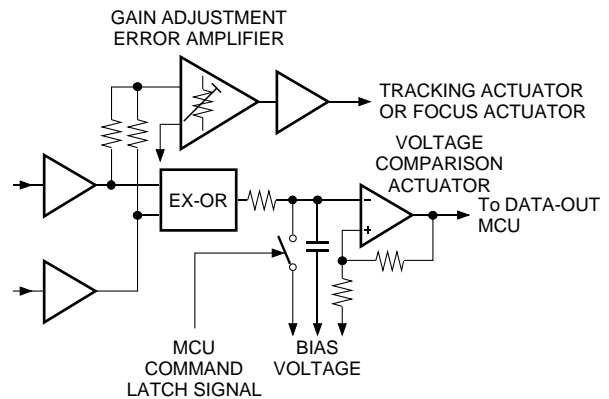 GAIN ADJUSTMENT
ERROR AMPLIFIER
TRACKING ACTUATOR
OR FOCUS ACTUATOR
VOLTAGE
COMPARISON
ACTUATOR
EX-OR
-
+
To DATA-OUT
MCU
MCU
COMMAND
LATCH SIGNAL
BIAS
VOLTAGE